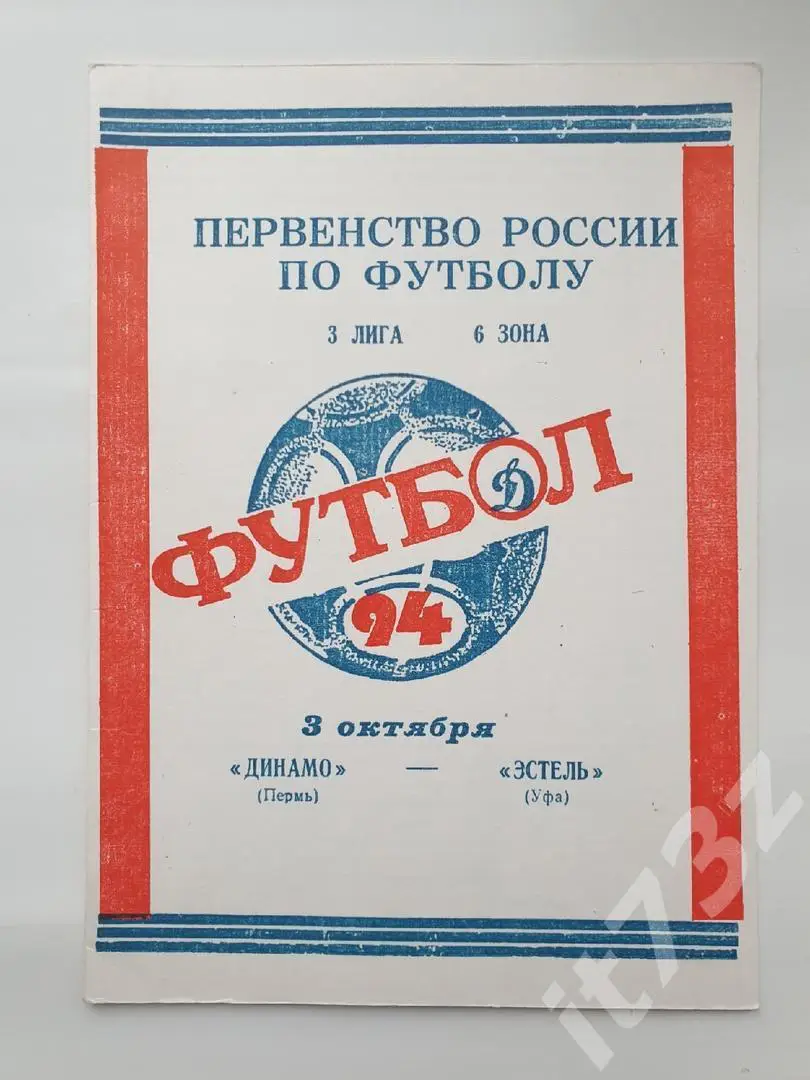 ПЕРВЕНСТВО РОССИИ
ПО ФУТБОЛУ
3 ЛИГА 6 ЗОНА
ФУТБОЛ
Д
94
3 октября
«ДИНАМО» — «ЭСТЕЛЬ»
(Пермь) (Уфа)
it73z